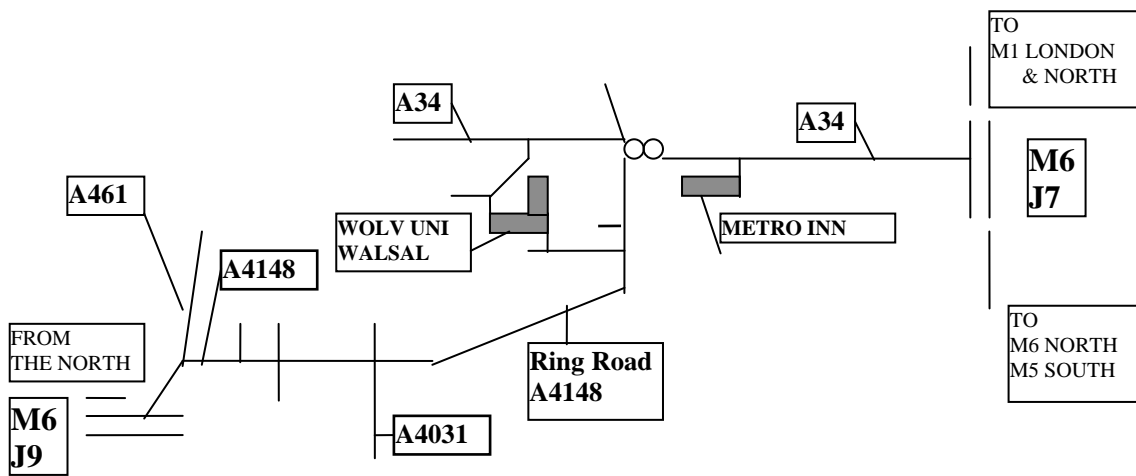 TO
M1 LONDON
& NORTH
A34
A34
M6
J7
A461
WOLV UNI
WALSAL
METRO INN
A4148
FROM
THE NORTH
TO
M6 NORTH
M5 SOUTH
Ring Road
A4148
M6
J9
A4031